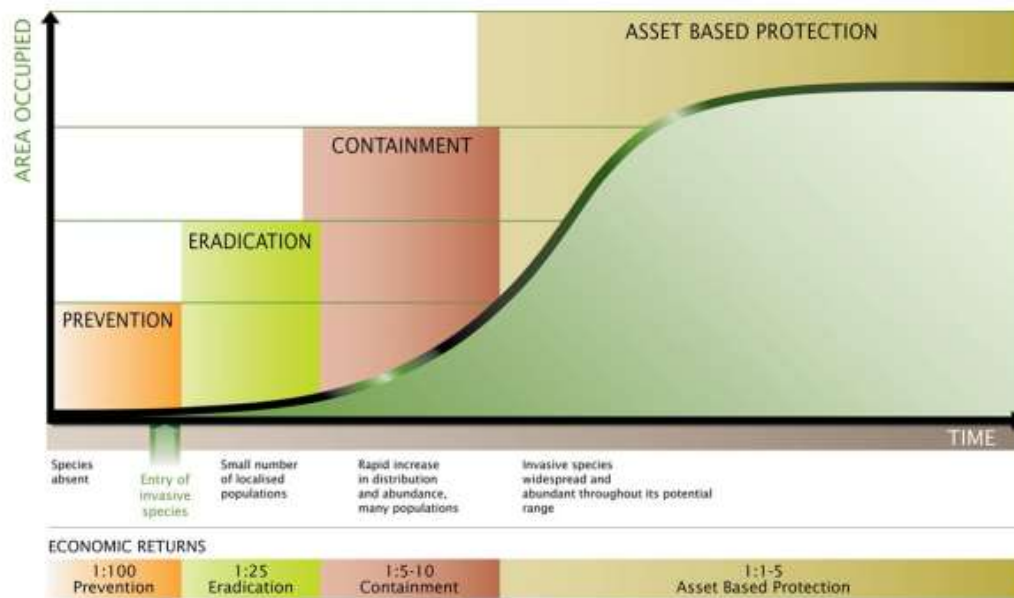 AREA OCCUPIED
ASSET BASED PROTECTION
CONTAINMENT
ERADICATION
PREVENTION
TIME
Species
absent
Entry of
invasive
species
Small number
of localised
populations
Rapid increase
in distribution
and abundance,
many populations
Invasive species
widespread and
abundant throughout its potential
range
ECONOMIC RETURNS
1:100
Prevention
1:25
Eradication
1:5-10
Containment
1:1-5
Asset Based Protection